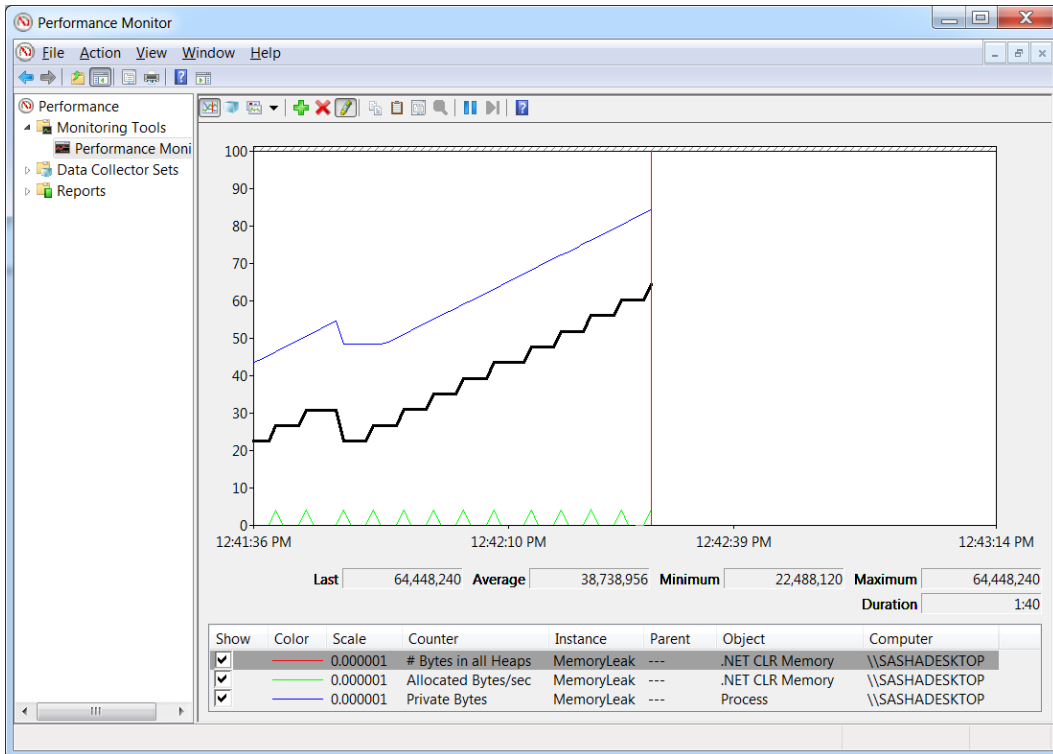 Performance Monitor
File Action View Window Help
Performance
Monitoring Tools
Performance Moni
Data Collector Sets
Reports
100
90
80
70
60
50
40
30
20
10
0
12:41:36 PM 12:42:10 PM 12:42:39 PM 12:43:14 PM
Last 64,448,240 Average 38,738,956 Minimum 22,488,120 Maximum 64,448,240
Duration 1:40
Show Color Scale Counter Instance Parent Object Computer
0.000001 # Bytes in all Heaps MemoryLeak --- .NET CLR Memory \\SASHADESKTOP
0.000001 Allocated Bytes/sec MemoryLeak --- .NET CLR Memory \\SASHADESKTOP
0.000001 Private Bytes MemoryLeak --- Process \\SASHADESKTOP